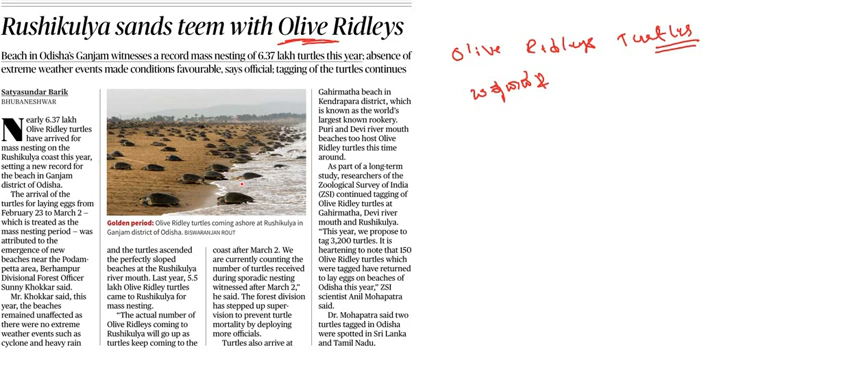 Rushikulya sands teem with Olive Ridleys
Beach in Odisha's Ganjam witnesses a record mass nesting of 6.37 lakh turtles this year; absence of
extreme weather events made conditions favourable, says official; tagging of the turtles continues
Satyasundar Barik
BHUBANESHWAR
Nearly 6.37 lakh
Olive Ridley turtles
have arrived for
mass nesting on the
Rushikulya coast this year,
setting a new record for
the beach in Ganjam
district of Odisha.
The arrival of the
turtles for laying eggs from
February 23 to March 2 —
which is treated as the
mass nesting period — was
attributed to the
emergence of new
beaches near the Podam-
petta area, Berhampur
Divisional Forest Officer
Sunny Khokkar said.
Mr. Khokkar said, this
year, the beaches
remained unaffected as
there were no extreme
weather events such as
cyclone and heavy rain
Golden period: Olive Ridley turtles coming ashore at Rushikulya in
Ganjam district of Odisha. BISWARANJAN ROUT
and the turtles ascended
the perfectly sloped
beaches at the Rushikulya
river mouth. Last year, 5.5
lakh Olive Ridley turtles
came to Rushikulya for
mass nesting.
"The actual number of
Olive Ridleys coming to
Rushikulya will go up as
turtles keep coming to the
coast after March 2. We
are currently counting the
number of turtles received
during sporadic nesting
witnessed after March 2,"
he said. The forest division
has stepped up super-
vision to prevent turtle
mortality by deploying
more officials.
Turtles also arrive at
Gahirmatha beach in
Kendrapara district, which
is known as the world's
largest known rookery.
Puri and Devi river mouth
beaches too host Olive
Ridley turtles this time
around.
As part of a long-term
study, researchers of the
Zoological Survey of India
(ZSI) continued tagging of
Olive Ridley turtles at
Gahirmatha, Devi river
mouth and Rushikulya.
"This year, we propose to
tag 3,200 turtles. It is
heartening to note that 150
Olive Ridley turtles which
were tagged have returned
to lay eggs on beaches of
Odisha this year," ZSI
scientist Anil Mohapatra
said.
Dr. Mohapatra said two
turtles tagged in Odisha
were spotted in Sri Lanka
and Tamil Nadu.
Olive Ridleys Turtles